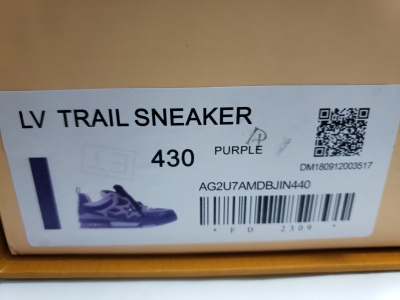 LV TRAIL SNEAKER
430 PURPLE
DM180912003517
AG2U7AMDBJIN440
* FD 2309 *